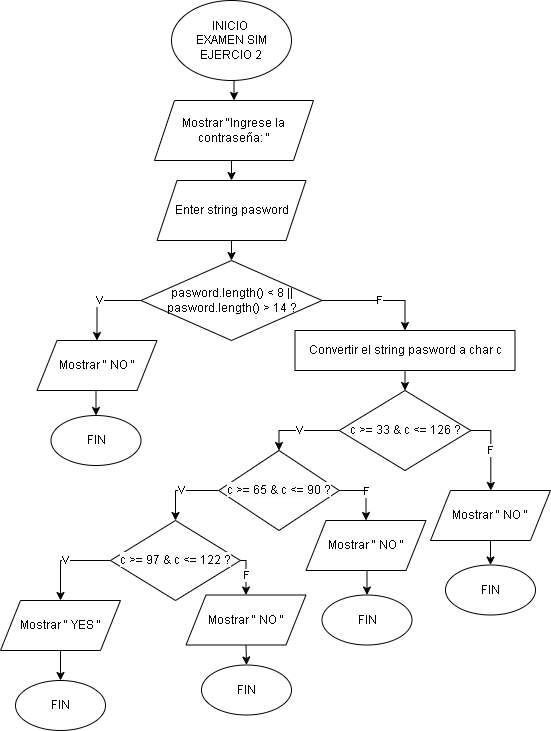 INICIO
EXAMEN SIM
EJERCIO 2
Mostrar "Ingrese la
contraseña: "
Enter string pasword
pasword.length() < 8 ||
pasword.length() > 14 ?
V
F
Mostrar " NO "
Convertir el string pasword a char c
FIN
c >= 33 & c <= 126 ?
V
F
c >= 65 & c <= 90 ?
V
F
Mostrar " NO "
Mostrar " NO "
c >= 97 & c <= 122 ?
V
F
FIN
FIN
Mostrar " YES "
Mostrar " NO "
FIN
FIN